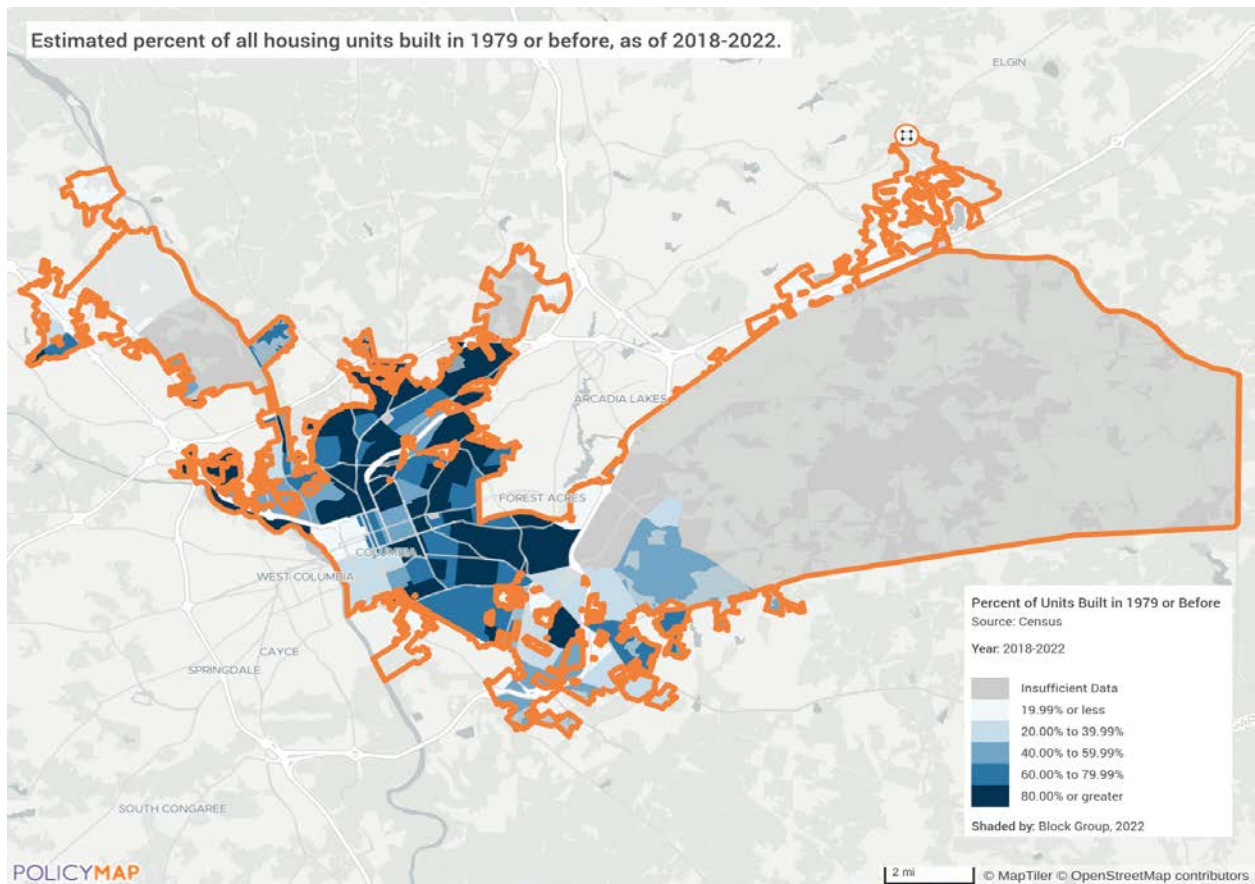 Estimated percent of all housing units built in 1979 or before, as of 2018-2022.
ELGIN
ARCADIA LAKES
FOREST ACRES
COLUMBIA
WEST COLUMBIA
CAYCE
SPRINGDALE
SOUTH CONGAREE
Percent of Units Built in 1979 or Before
Source: Census
Year: 2018-2022
Insufficient Data
19.99% or less
20.00% to 39.99%
40.00% to 59.99%
60.00% to 79.99%
80.00% or greater
Shaded by: Block Group, 2022
POLICYMAP
2 mi
© MapTiler © OpenStreetMap contributors